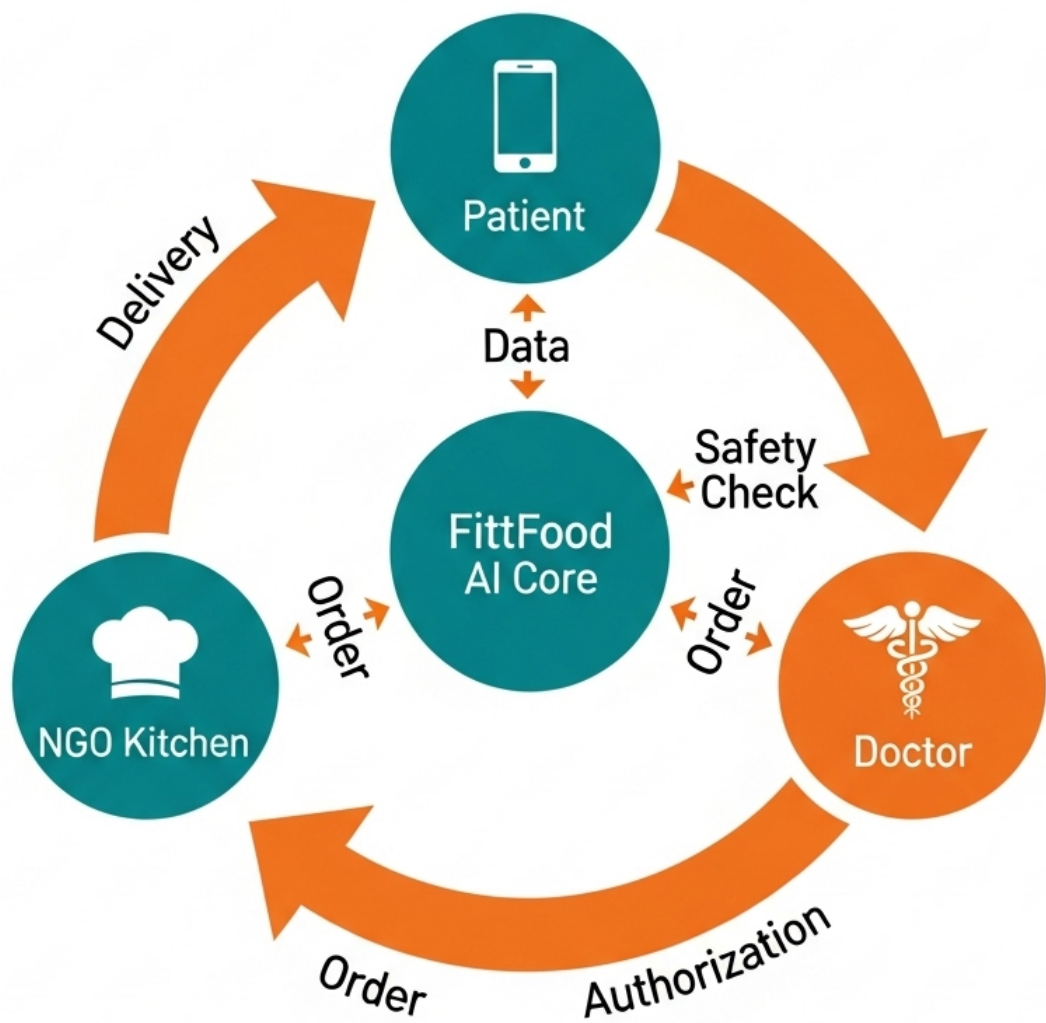 Patient
Delivery
Data
Safety
Check
FittFood
AI Core
Order
Order
NGO Kitchen
Doctor
Order
Authorization